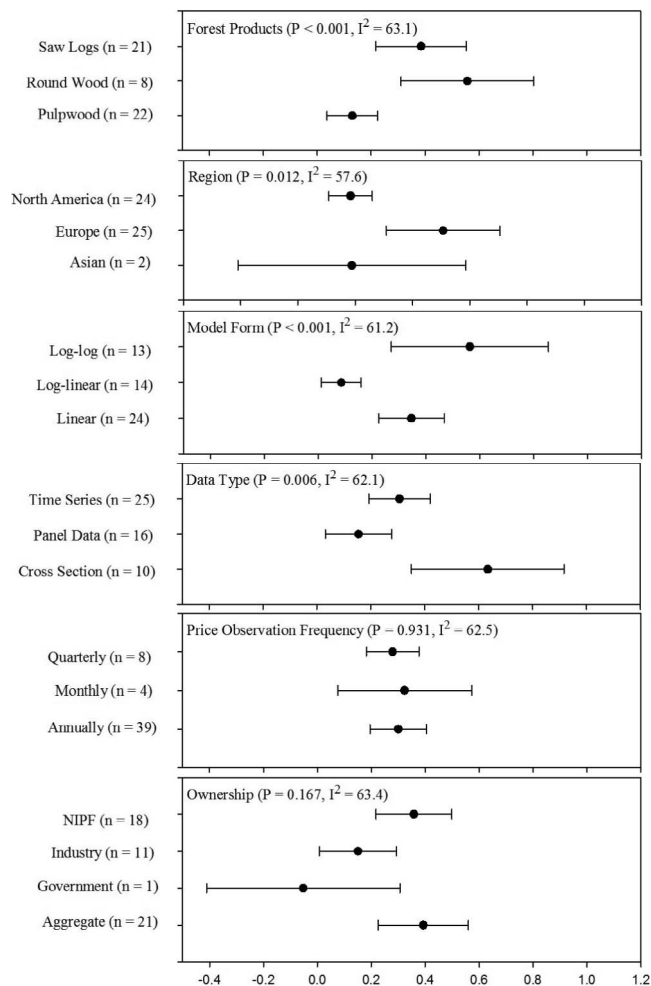 Forest Products (P < 0.001, I² = 63.1)
Saw Logs (n = 21)
Round Wood (n = 8)
Pulpwood (n = 22)
Region (P = 0.012, I² = 57.6)
North America (n = 24)
Europe (n = 25)
Asian (n = 2)
Model Form (P < 0.001, I² = 61.2)
Log-log (n = 13)
Log-linear (n = 14)
Linear (n = 24)
Data Type (P = 0.006, I² = 62.1)
Time Series (n = 25)
Panel Data (n = 16)
Cross Section (n = 10)
Price Observation Frequency (P = 0.931, I² = 62.5)
Quarterly (n = 8)
Monthly (n = 4)
Annually (n = 39)
Ownership (P = 0.167, I² = 63.4)
NIPF (n = 18)
Industry (n = 11)
Government (n = 1)
Aggregate (n = 21)
-0.4 0.0 0.2 0.4 0.6 0.8 1.0 1.2